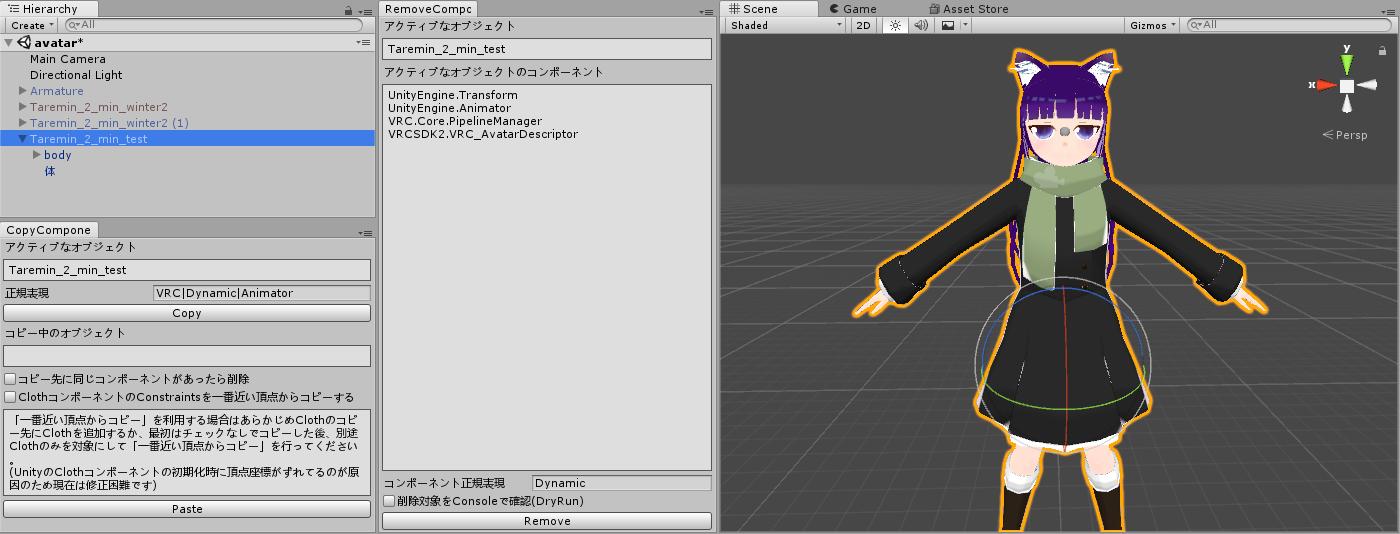 Hierarchy
Create
All
avatar*
Main Camera
Directional Light
Armature
Taremin_2_min_winter2
Taremin_2_min_winter2 (1)
Taremin_2_min_test
body
体
CopyCompone
アクティブなオブジェクト
Taremin_2_min_test
正規表現
VRC|Dynamic|Animator
Copy
コピー中のオブジェクト
コピー先に同じコンポーネントがあったら削除
ClothコンポーネントのConstraintsを一番近い頂点からコピーする
「一番近い頂点からコピー」を利用する場合はあらかじめClothのコピ
ー先にClothを追加するか、最初はチェックなしでコピーした後、別途
Clothのみを対象にして「一番近い頂点からコピー」を行ってください
。
(UnityのClothコンポーネントの初期化時に頂点座標がずれてるのが原
因のため現在は修正困難です)
Paste
RemoveCompc
アクティブなオブジェクト
Taremin_2_min_test
アクティブなオブジェクトのコンポーネント
UnityEngine.Transform
UnityEngine.Animator
VRC.Core.PipelineManager
VRCSDK2.VRC_AvatarDescriptor
コンポーネント正規表現
Dynamic
削除対象をConsoleで確認(DryRun)
Remove
Scene
Game
Asset Store
Shaded
2D
Gizmos
All
y
x
Persp